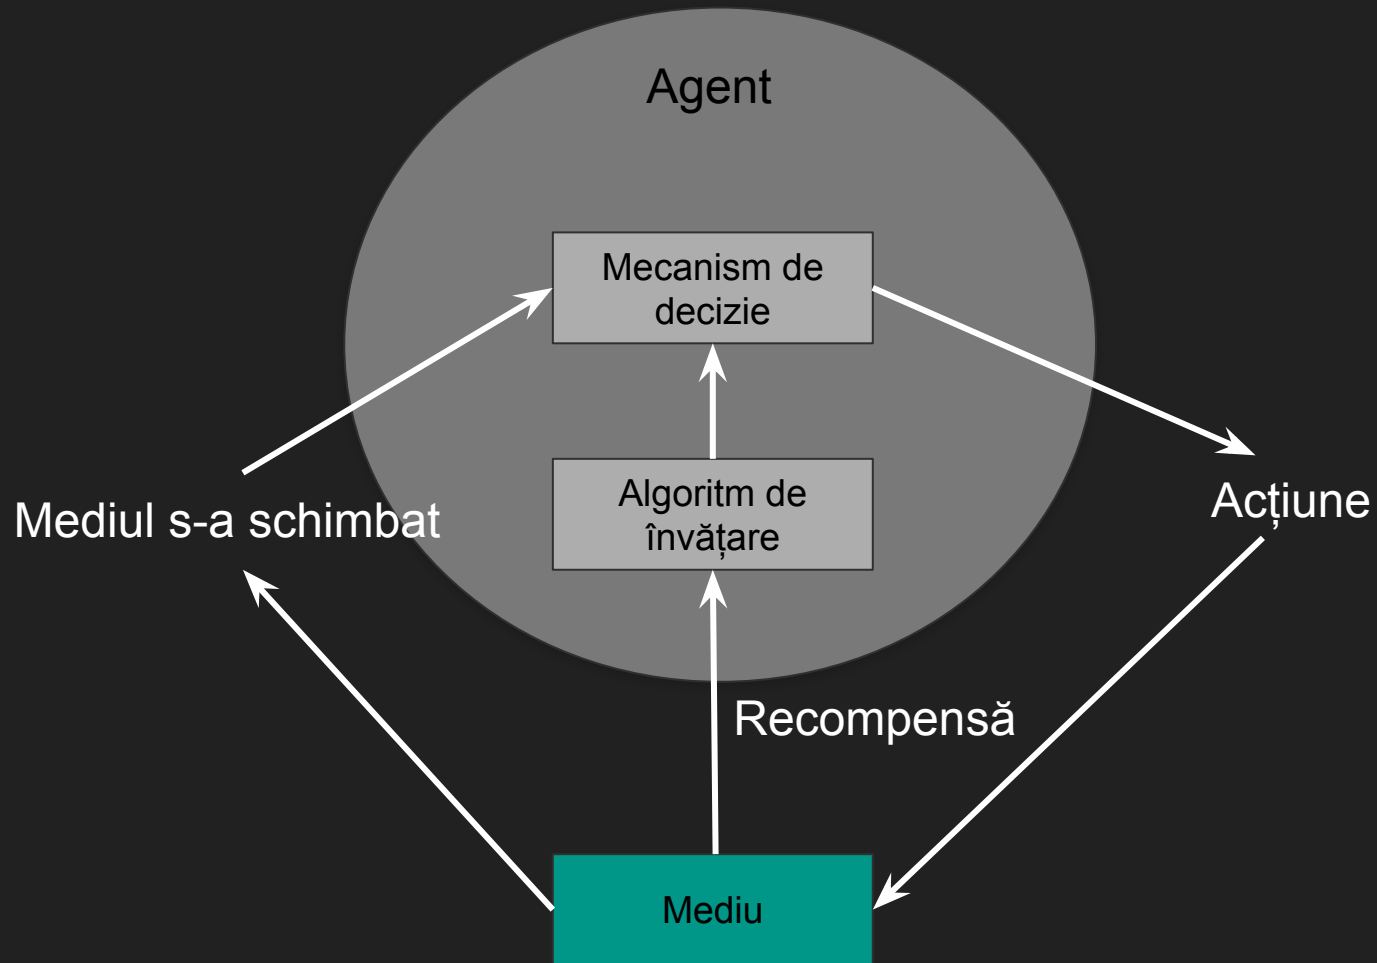 Agent
Mecanism de
decizie
Algoritm de
învățare
Mediul s-a schimbat
Acțiune
Recompensă
Mediu